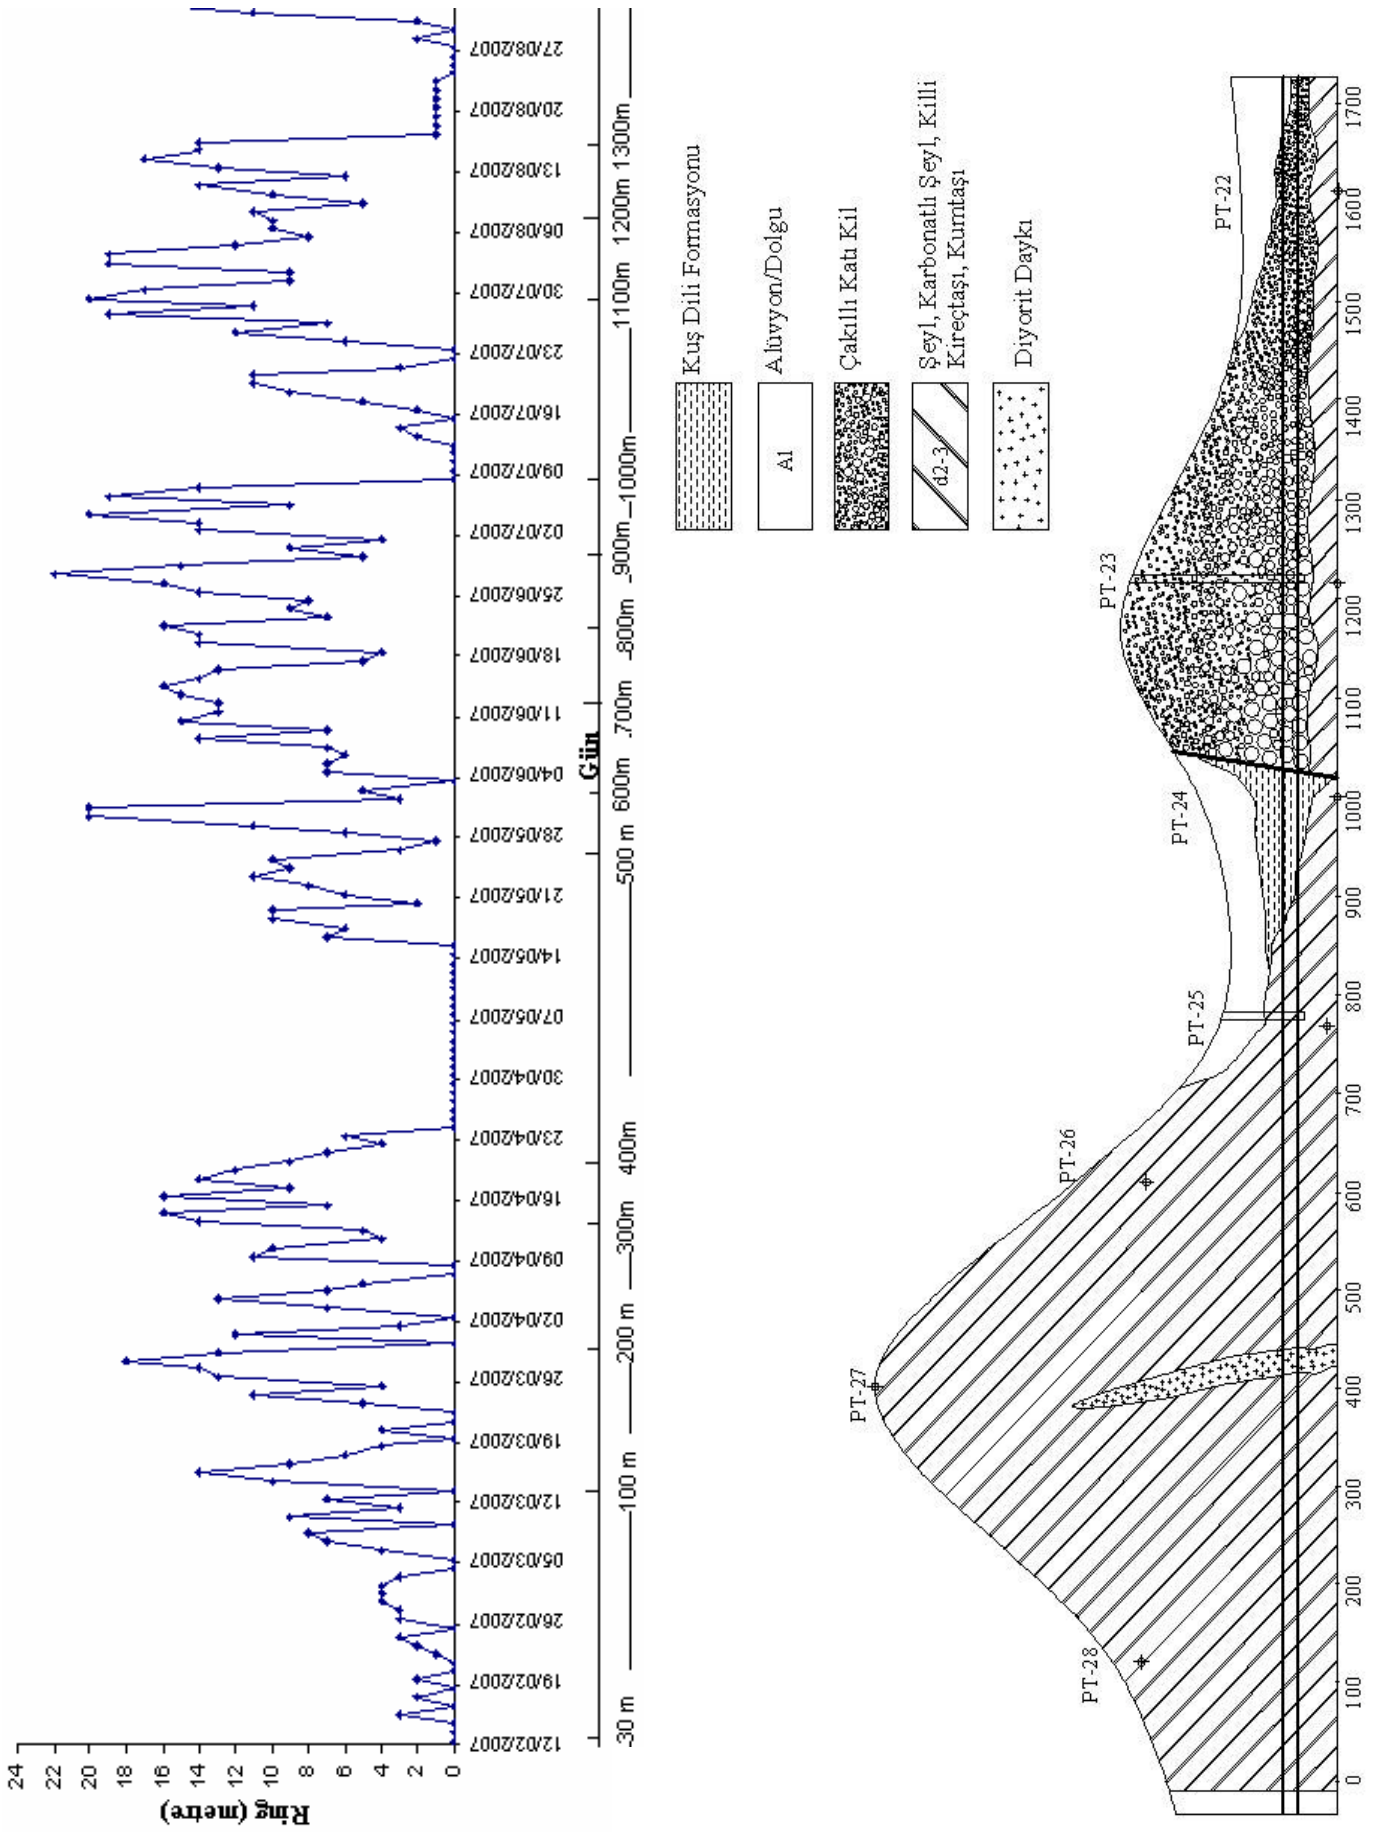 Ring (metre)
24
22
20
18
16
14
12
10
8
6
4
2
0
12/02/2007
19/02/2007
26/02/2007
05/03/2007
12/03/2007
19/03/2007
26/03/2007
02/04/2007
09/04/2007
16/04/2007
23/04/2007
30/04/2007
07/05/2007
14/05/2007
21/05/2007
28/05/2007
04/06/2007
11/06/2007
18/06/2007
25/06/2007
02/07/2007
09/07/2007
16/07/2007
23/07/2007
30/07/2007
06/08/2007
13/08/2007
20/08/2007
27/08/2007
Gün
30 m
100 m
200 m
300m
400m
500 m
600m
700m
800m
900m
1000m
1100m
1200m
1300m
Kuş Dili Formasyonu
Al
Alüvyon/Dolgu
Çakıllı Katı Kil
d2-3
Şeyl, Karbonatlı Şeyl, Killi
Kireçtaşı, Kumtaşı
Diyorit Daykı
PT-28
PT-27
PT-26
PT-25
PT-24
PT-23
PT-22
0
100
200
300
400
500
600
700
800
900
1000
1100
1200
1300
1400
1500
1600
1700